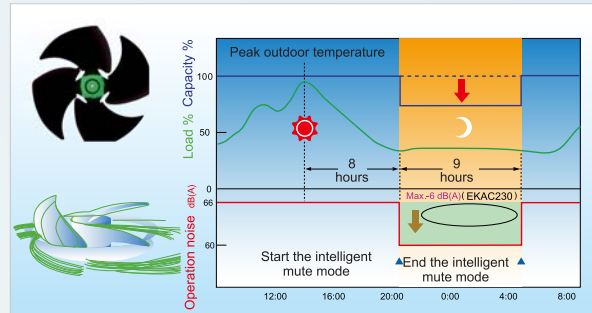 Peak outdoor temperature
Capacity %
Load %
100
50
0
8
hours
9
hours
Operation noise dB(A)
66
60
Max.-6 dB(A)(EKAC230)
Start the intelligent
mute mode
End the intelligent
mute mode
12:00 16:00 20:00 0:00 4:00 8:00